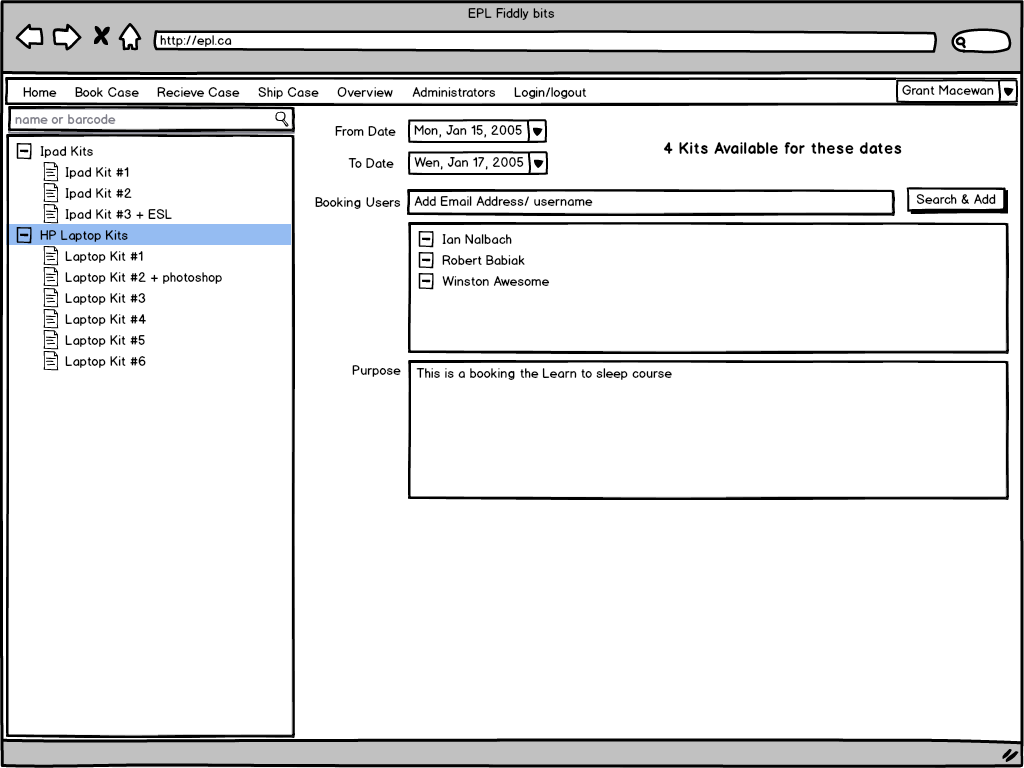 EPL Fiddly bits
http://epl.ca
Home Book Case Recieve Case Ship Case Overview Administrators Login/logout Grant Macewan
name or barcode
Ipad Kits
Ipad Kit #1
Ipad Kit #2
Ipad Kit #3 + ESL
HP Laptop Kits
Laptop Kit #1
Laptop Kit #2 + photoshop
Laptop Kit #3
Laptop Kit #4
Laptop Kit #5
Laptop Kit #6
From Date Mon, Jan 15, 2005
To Date Wen, Jan 17, 2005
4 Kits Available for these dates
Booking Users Add Email Address/ username Search & Add
Ian Nalbach
Robert Babiak
Winston Awesome
Purpose This is a booking the Learn to sleep course